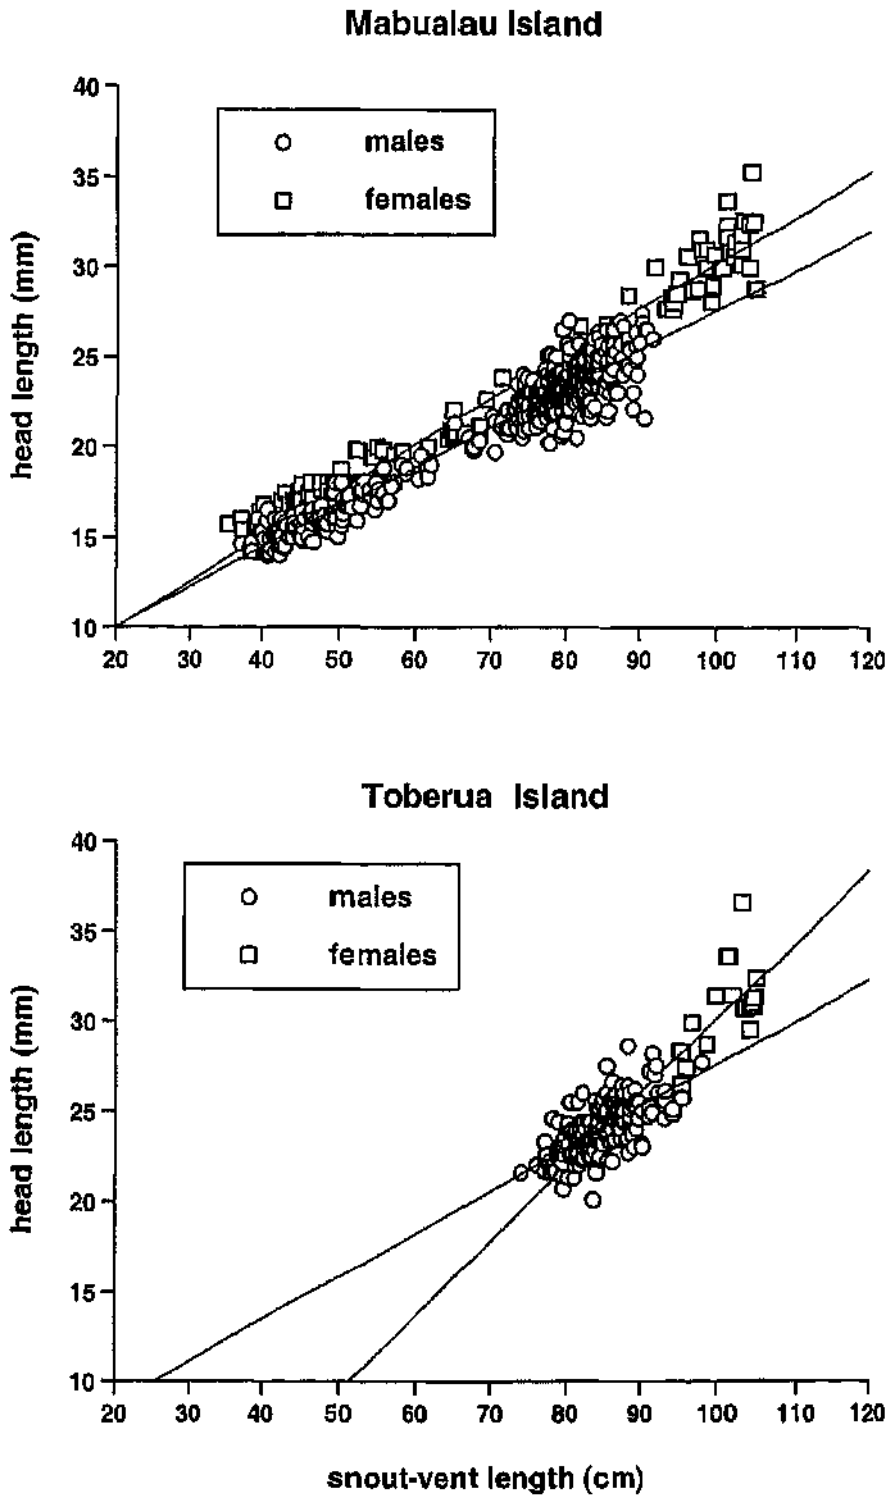 Mabualau Island
40
35
30
25
20
15
10
head length (mm)
males
females
20 30 40 50 60 70 80 90 100 110 120
Toberua Island
40
35
30
25
20
15
10
head length (mm)
males
females
20 30 40 50 60 70 80 90 100 110 120
snout-vent length (cm)